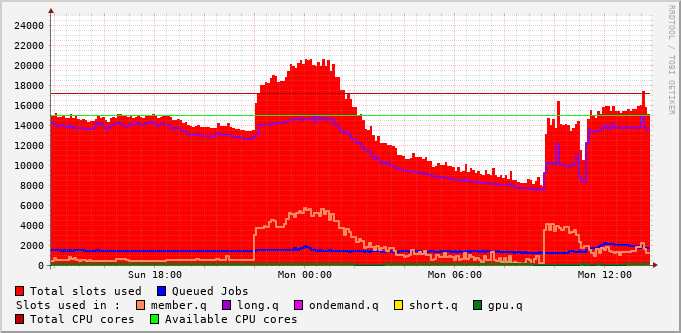 RRDTOOL / TOBI OETIKER
24000
22000
20000
18000
16000
14000
12000
10000
8000
6000
4000
2000
0
Sun 18:00 Mon 00:00 Mon 06:00 Mon 12:00
Total slots used Queued Jobs
Slots used in : member.q long.q ondemand.q short.q gpu.q
Total CPU cores Available CPU cores